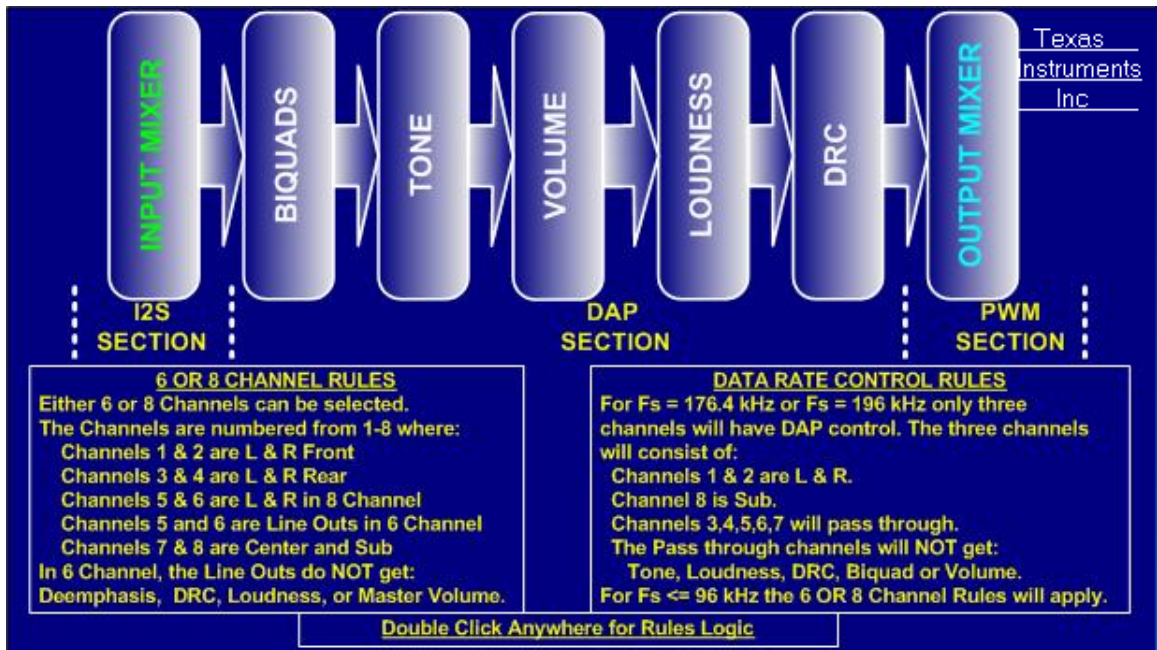 INPUT MIXER
BIQUADS
TONE
VOLUME
LOUDNESS
DRC
OUTPUT MIXER
Texas
Instruments
Inc
I2S
SECTION
DAP
SECTION
PWM
SECTION
6 OR 8 CHANNEL RULES
Either 6 or 8 Channels can be selected.
The Channels are numbered from 1-8 where:
Channels 1 & 2 are L & R Front
Channels 3 & 4 are L & R Rear
Channels 5 & 6 are L & R in 8 Channel
Channels 5 and 6 are Line Outs in 6 Channel
Channels 7 & 8 are Center and Sub
In 6 Channel, the Line Outs do NOT get:
Deemphasis, DRC, Loudness, or Master Volume.
DATA RATE CONTROL RULES
For Fs = 176.4 kHz or Fs = 196 kHz only three
channels will have DAP control. The three channels
will consist of:
Channels 1 & 2 are L & R.
Channel 8 is Sub.
Channels 3,4,5,6,7 will pass through.
The Pass through channels will NOT get:
Tone, Loudness, DRC, Biquad or Volume.
For Fs <= 96 kHz the 6 OR 8 Channel Rules will apply.
Double Click Anywhere for Rules Logic